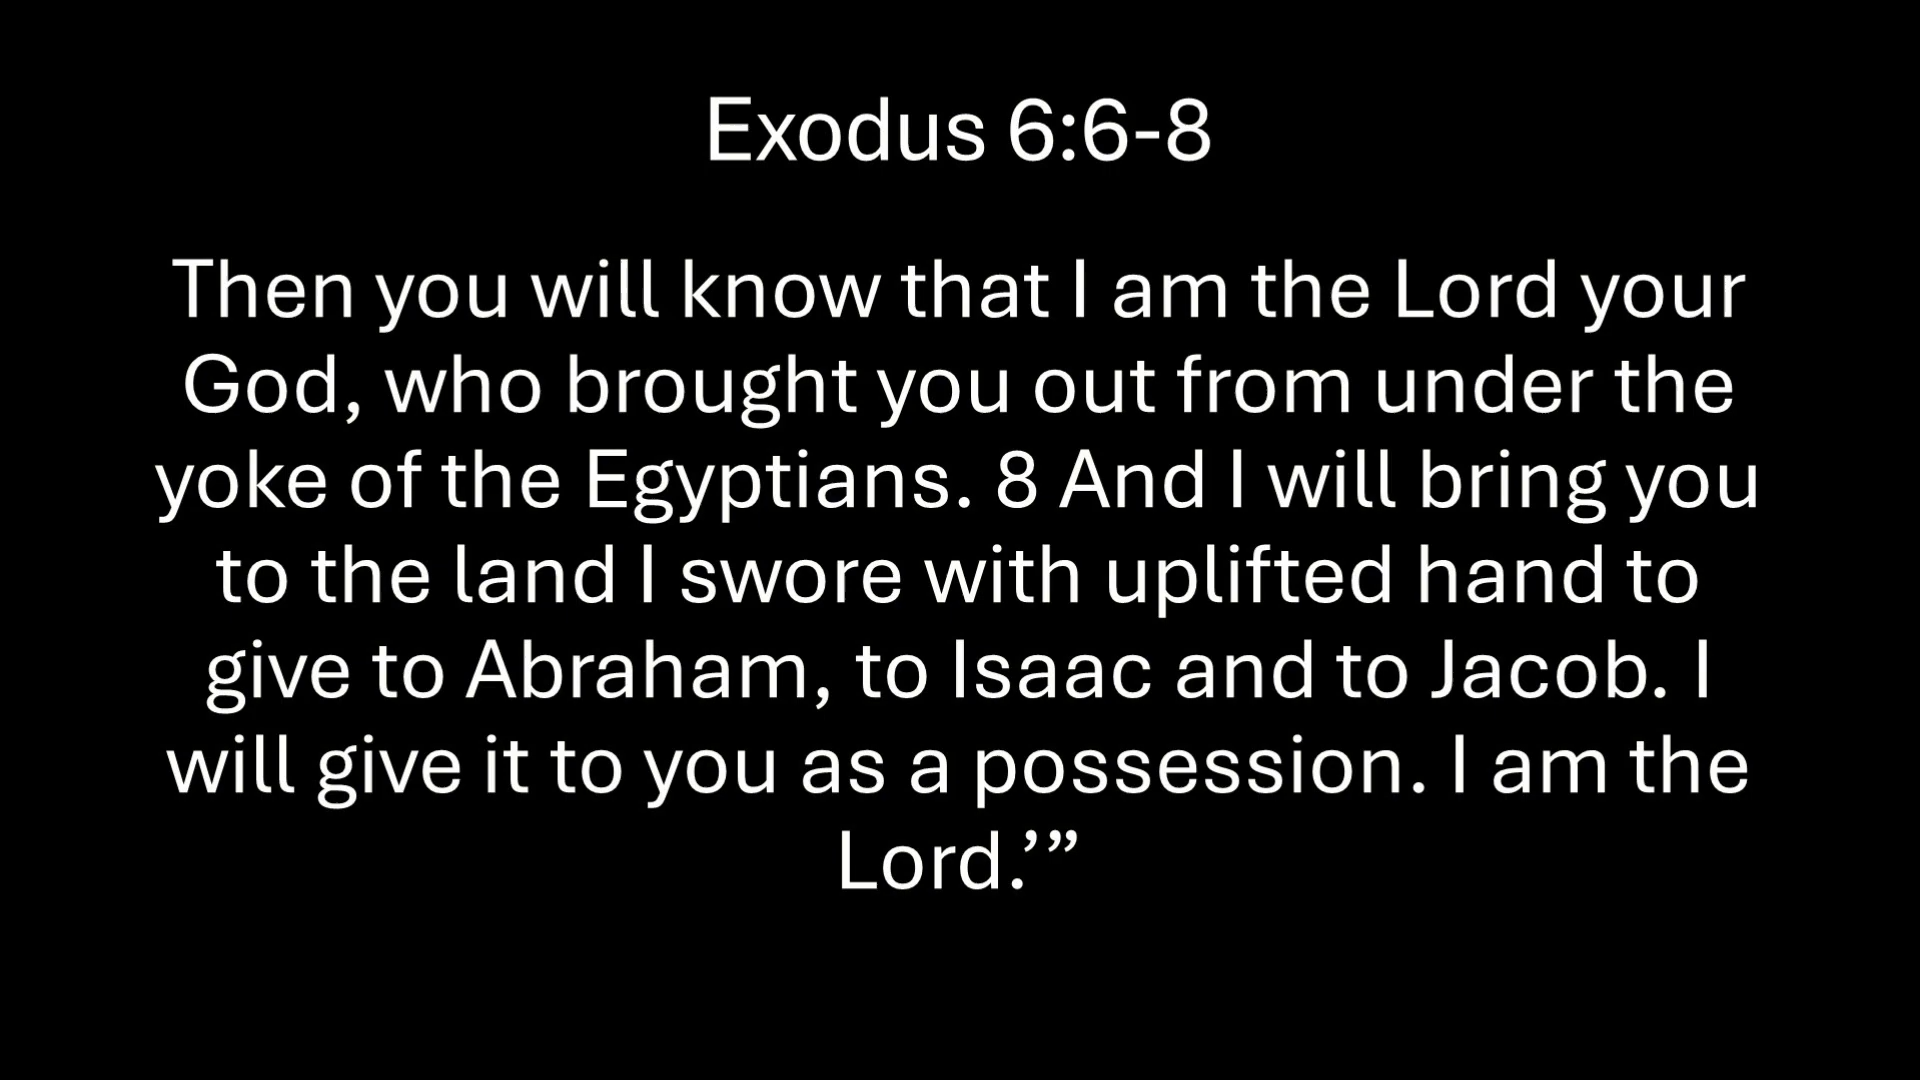 Exodus 6:6-8
Then you will know that I am the Lord your
God, who brought you out from under the
yoke of the Egyptians. 8 And I will bring you
to the land I swore with uplifted hand to
give to Abraham, to Isaac and to Jacob. I
will give it to you as a possession. I am the
Lord.’”